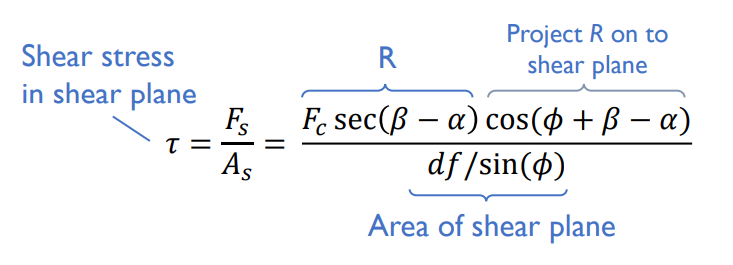 Shear stress
in shear plane
R
Project R on to
shear plane
τ = F_s / A_s = F_c sec(β − α) cos(ϕ + β − α) / (df/sin(ϕ))
Area of shear plane